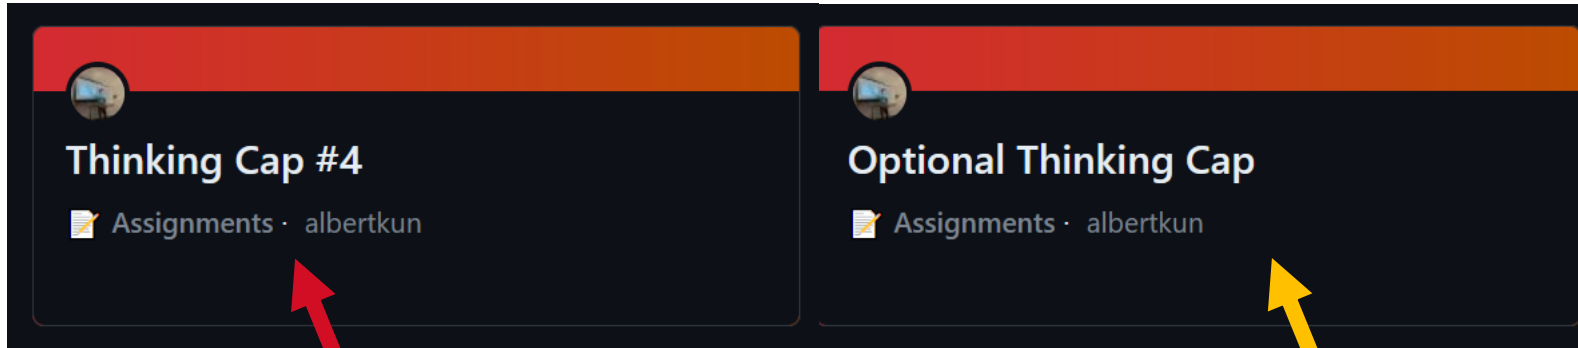 Thinking Cap #4
Assignments · albertkun
Optional Thinking Cap
Assignments · albertkun